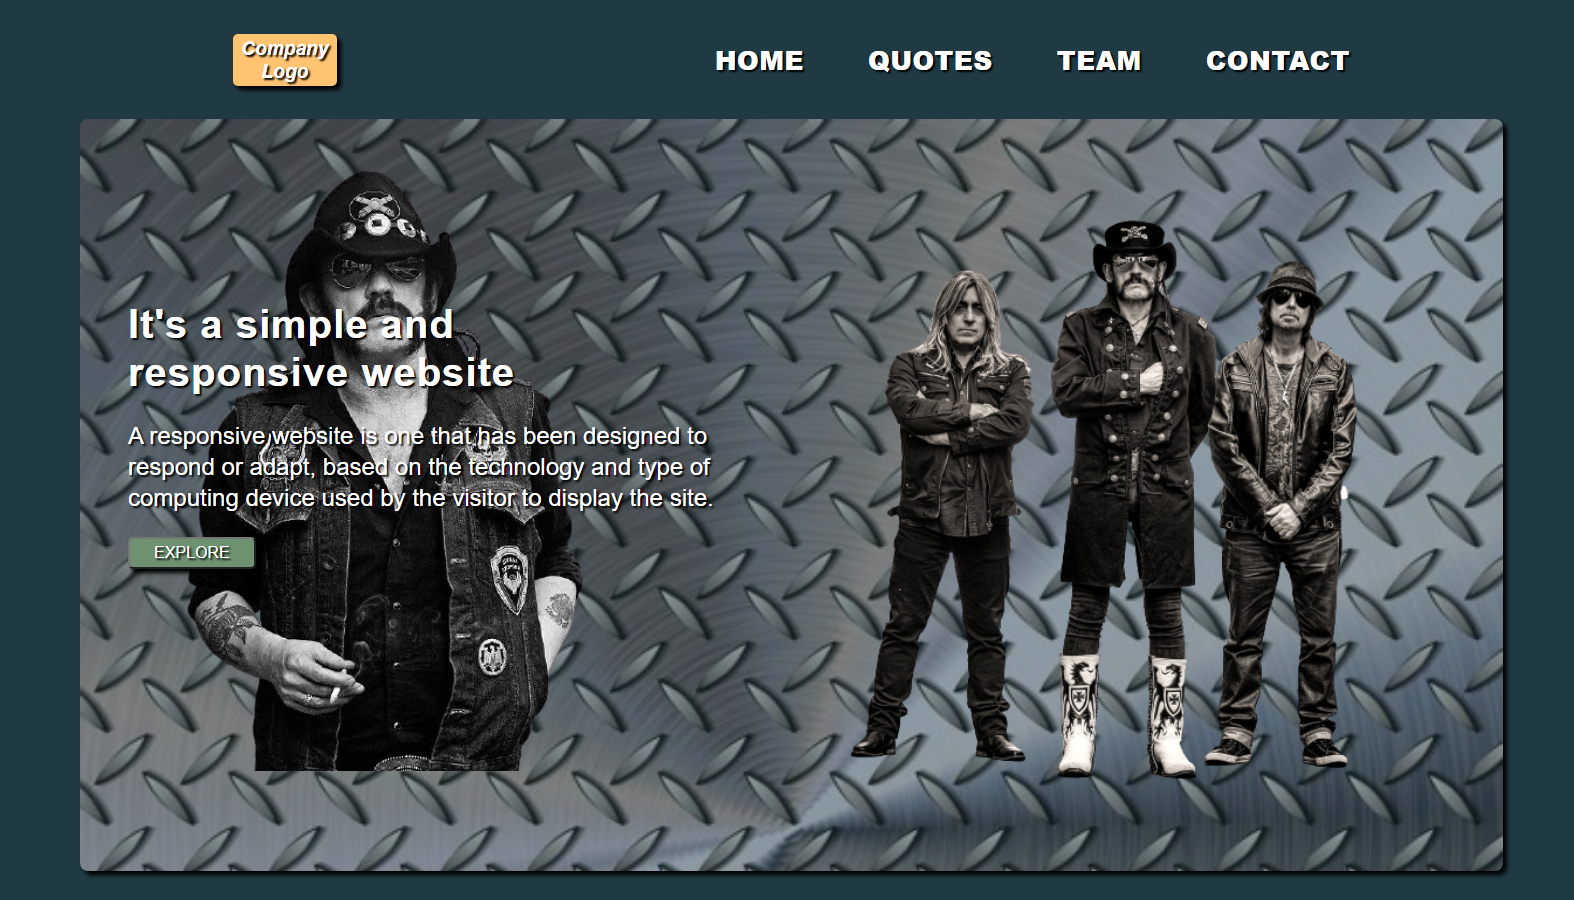 Company
Logo
HOME QUOTES TEAM CONTACT
It's a simple and
responsive website
A responsive website is one that has been designed to
respond or adapt, based on the technology and type of
computing device used by the visitor to display the site.
EXPLORE